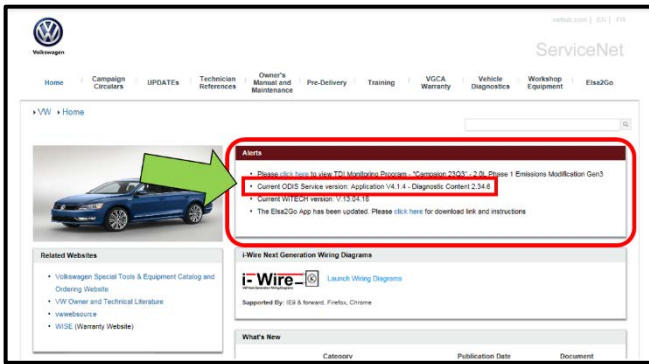 vwhub.com | EN | FR
Volkswagen
ServiceNet
Home
Campaign
Circulars
UPDATEs
Technician
References
Owner's
Manual and
Maintenance
Pre-Delivery
Training
VGCA
Warranty
Vehicle
Diagnostics
Workshop
Equipment
Elsa2Go
VW Home
Alerts
Please click here to view TDI Monitoring Program - "Campaign 23Q3" - 2.0L Phase 1 Emissions Modification Gen3
Current ODIS Service version: Application V4.1.4 - Diagnostic Content 2.34.6
Current WiTECH version: V.13.04.18
The Elsa2Go App has been updated. Please click here for download link and instructions
Related Websites
Volkswagen Special Tools & Equipment Catalog and
Ordering Website
VW Owner and Technical Literature
vwwebsource
WISE (Warranty Website)
i-Wire Next Generation Wiring Diagrams
i-Wire
Launch Wiring Diagrams
Supported By: IE9 & forward, Firefox, Chrome
What's New
Category
Publication Date
Document